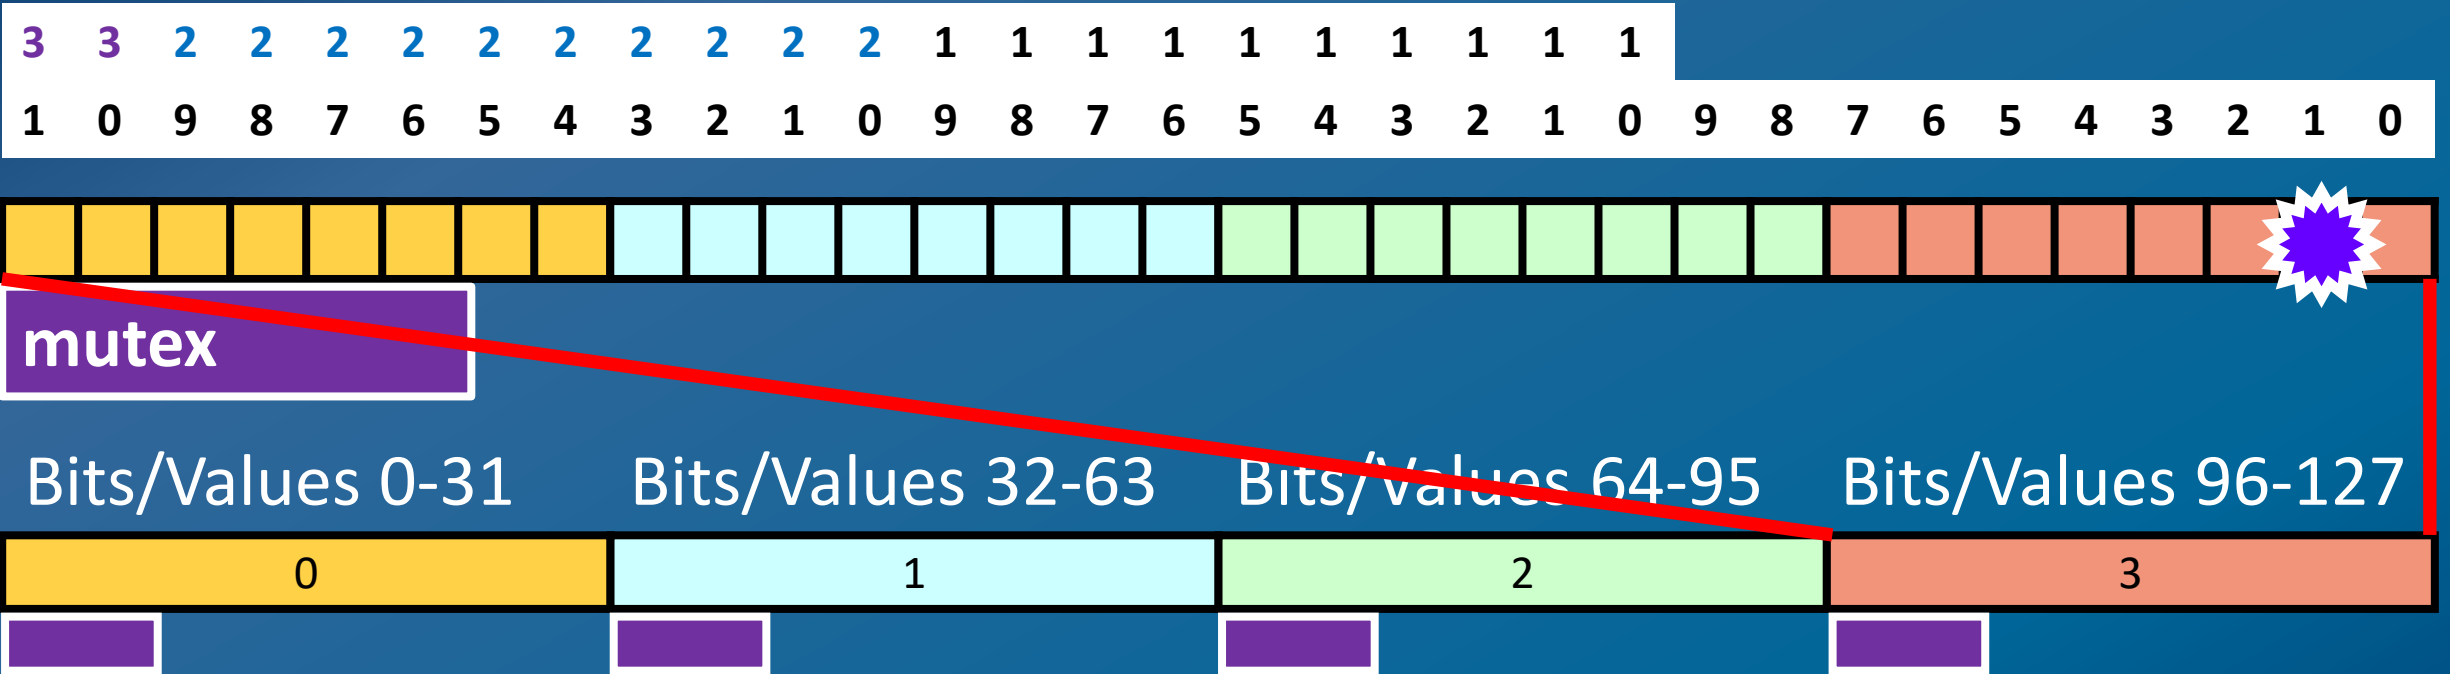 3 3 2 2 2 2 2 2 2 2 2 2 1 1 1 1 1 1 1 1 1 1
1 0 9 8 7 6 5 4 3 2 1 0 9 8 7 6 5 4 3 2 1 0 9 8 7 6 5 4 3 2 1 0
mutex
Bits/Values 0-31 Bits/Values 32-63 Bits/Values 64-95 Bits/Values 96-127
0 1 2 3